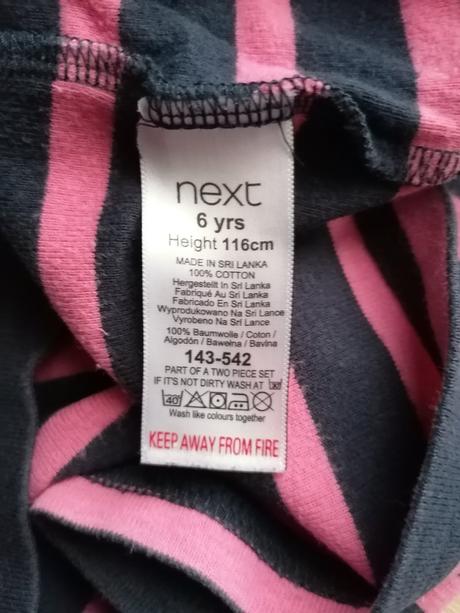 next
6 yrs
Height 116cm
MADE IN SRI LANKA
100% COTTON
Hergestellt In Sri Lanka
Fabriqué Au Sri Lanka
Fabricado En Sri Lanka
Wyprodukowano Na Sri Lance
Vyrobeno Na Sri Lance
100% Baumwolle / Coton /
Algodón / Bawełna / Bavlna
143-542
PART OF A TWO PIECE SET
IF IT'S NOT DIRTY WASH AT 30
40
Wash like colours together
KEEP AWAY FROM FIRE